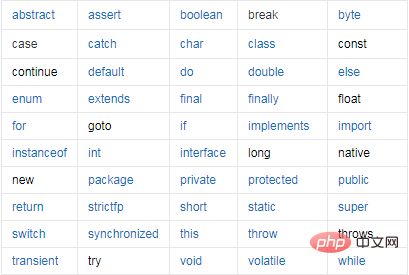 abstract assert boolean break byte
case catch char class const
continue default do double else
enum extends final finally float
for goto if implements import
instanceof int interface long native
new package private protected public
return strictfp short static super
switch synchronized this throw throws
php 中文网
transient try void volatile while